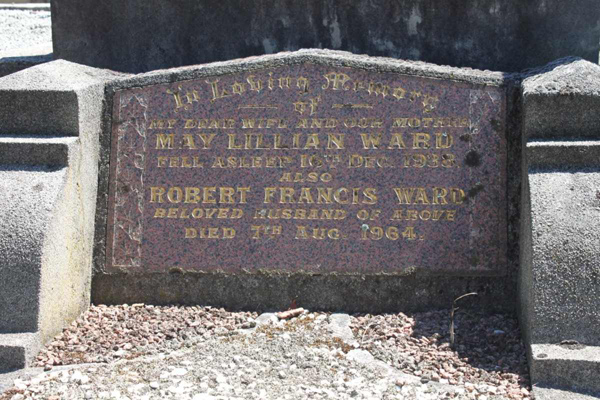 In Loving Memory
of
MY DEAR WIFE AND OUR MOTHER
MAY LILLIAN WARD
FELL ASLEEP 10TH DEC. 1938
ALSO
ROBERT FRANCIS WARD
BELOVED HUSBAND OF ABOVE
DIED 7TH AUG. 1964.